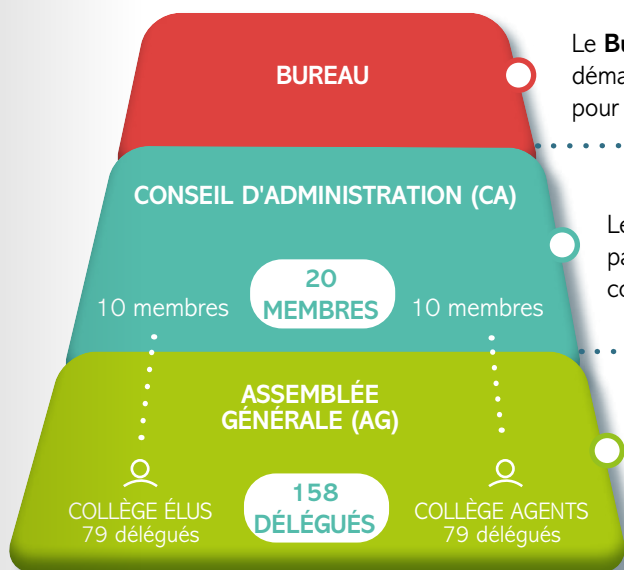 BUREAU
Le
déma
pour
CONSEIL D'ADMINISTRATION (CA)
Le
pa
co
20
MEMBRES
10 membres
10 membres
ASSEMBLÉE
GÉNÉRALE (AG)
158
DÉLÉGUÉS
COLLÈGE ÉLUS
79 délégués
COLLÈGE AGENTS
79 délégués